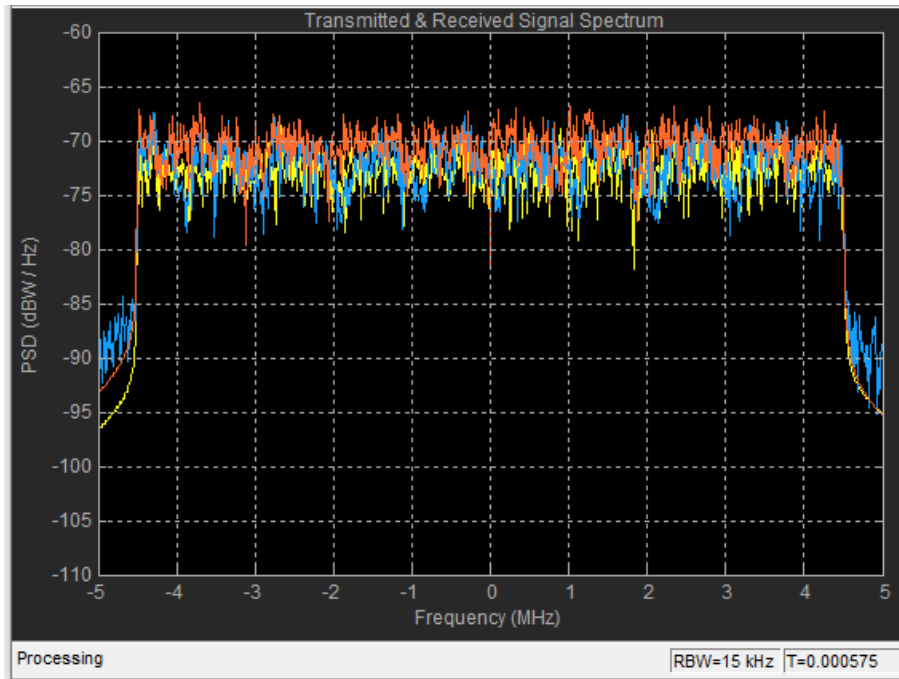 Transmitted & Received Signal Spectrum
-60
-65
-70
-75
-80
-85
-90
-95
-100
-105
-110
PSD (dBW / Hz)
-5 -4 -3 -2 -1 0 1 2 3 4 5
Frequency (MHz)
Processing RBW=15 kHz T=0.000575